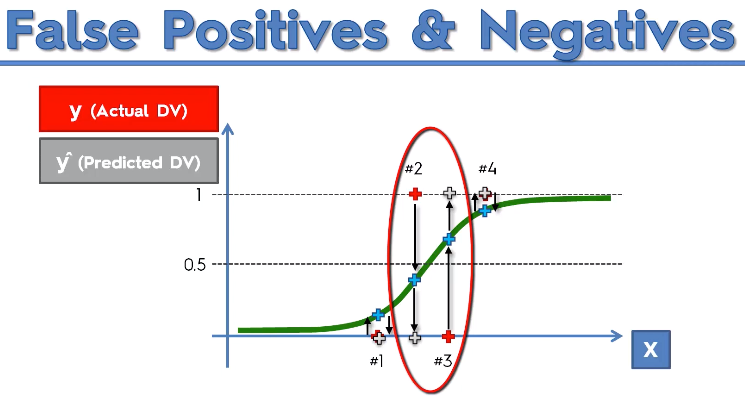 False Positives & Negatives
y (Actual DV)
y^ (Predicted DV)
#2
#4
1
0.5
#1
#3
X